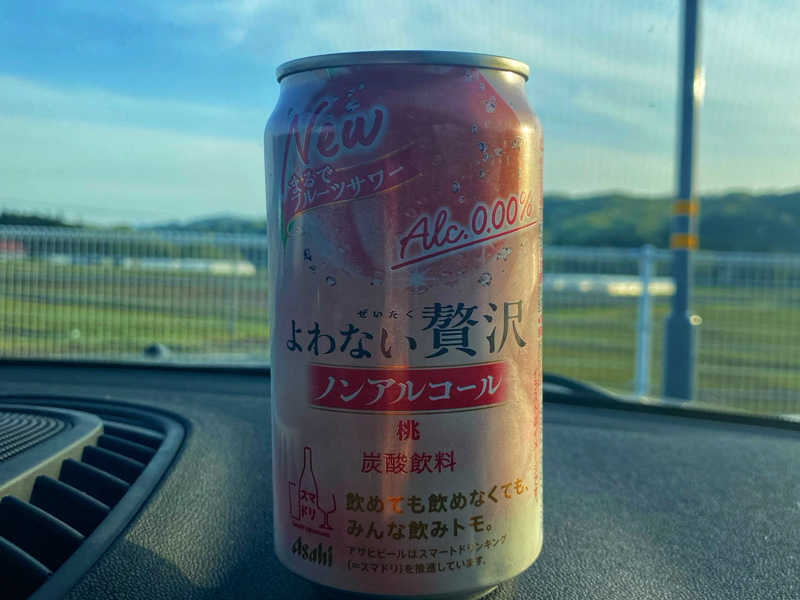 New
まるで
フルーツサワー
Alc.0.00%
ぜいたく
よわない贅沢
ノンアルコール
桃
炭酸飲料
スマ
ドリ
飲めても飲めなくても、
みんな飲みトモ。
Asahi
アサヒビールはスマートドリンキング
(=スマドリ)を推進しています。